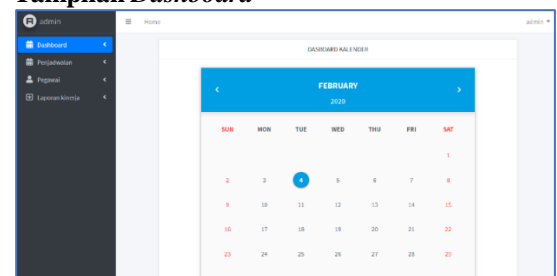 Tampilan Dashboard
admin
Home
admin
Dashboard
Penjadwalan
Pegawai
Laporan kinerja
DASBOARD KALENDER
FEBRUARY
2020
SUN MON TUE WED THU FRI SAT
1
2 3 4 5 6 7 8
9 10 11 12 13 14 15
16 17 18 19 20 21 22
23 24 25 26 27 28 29